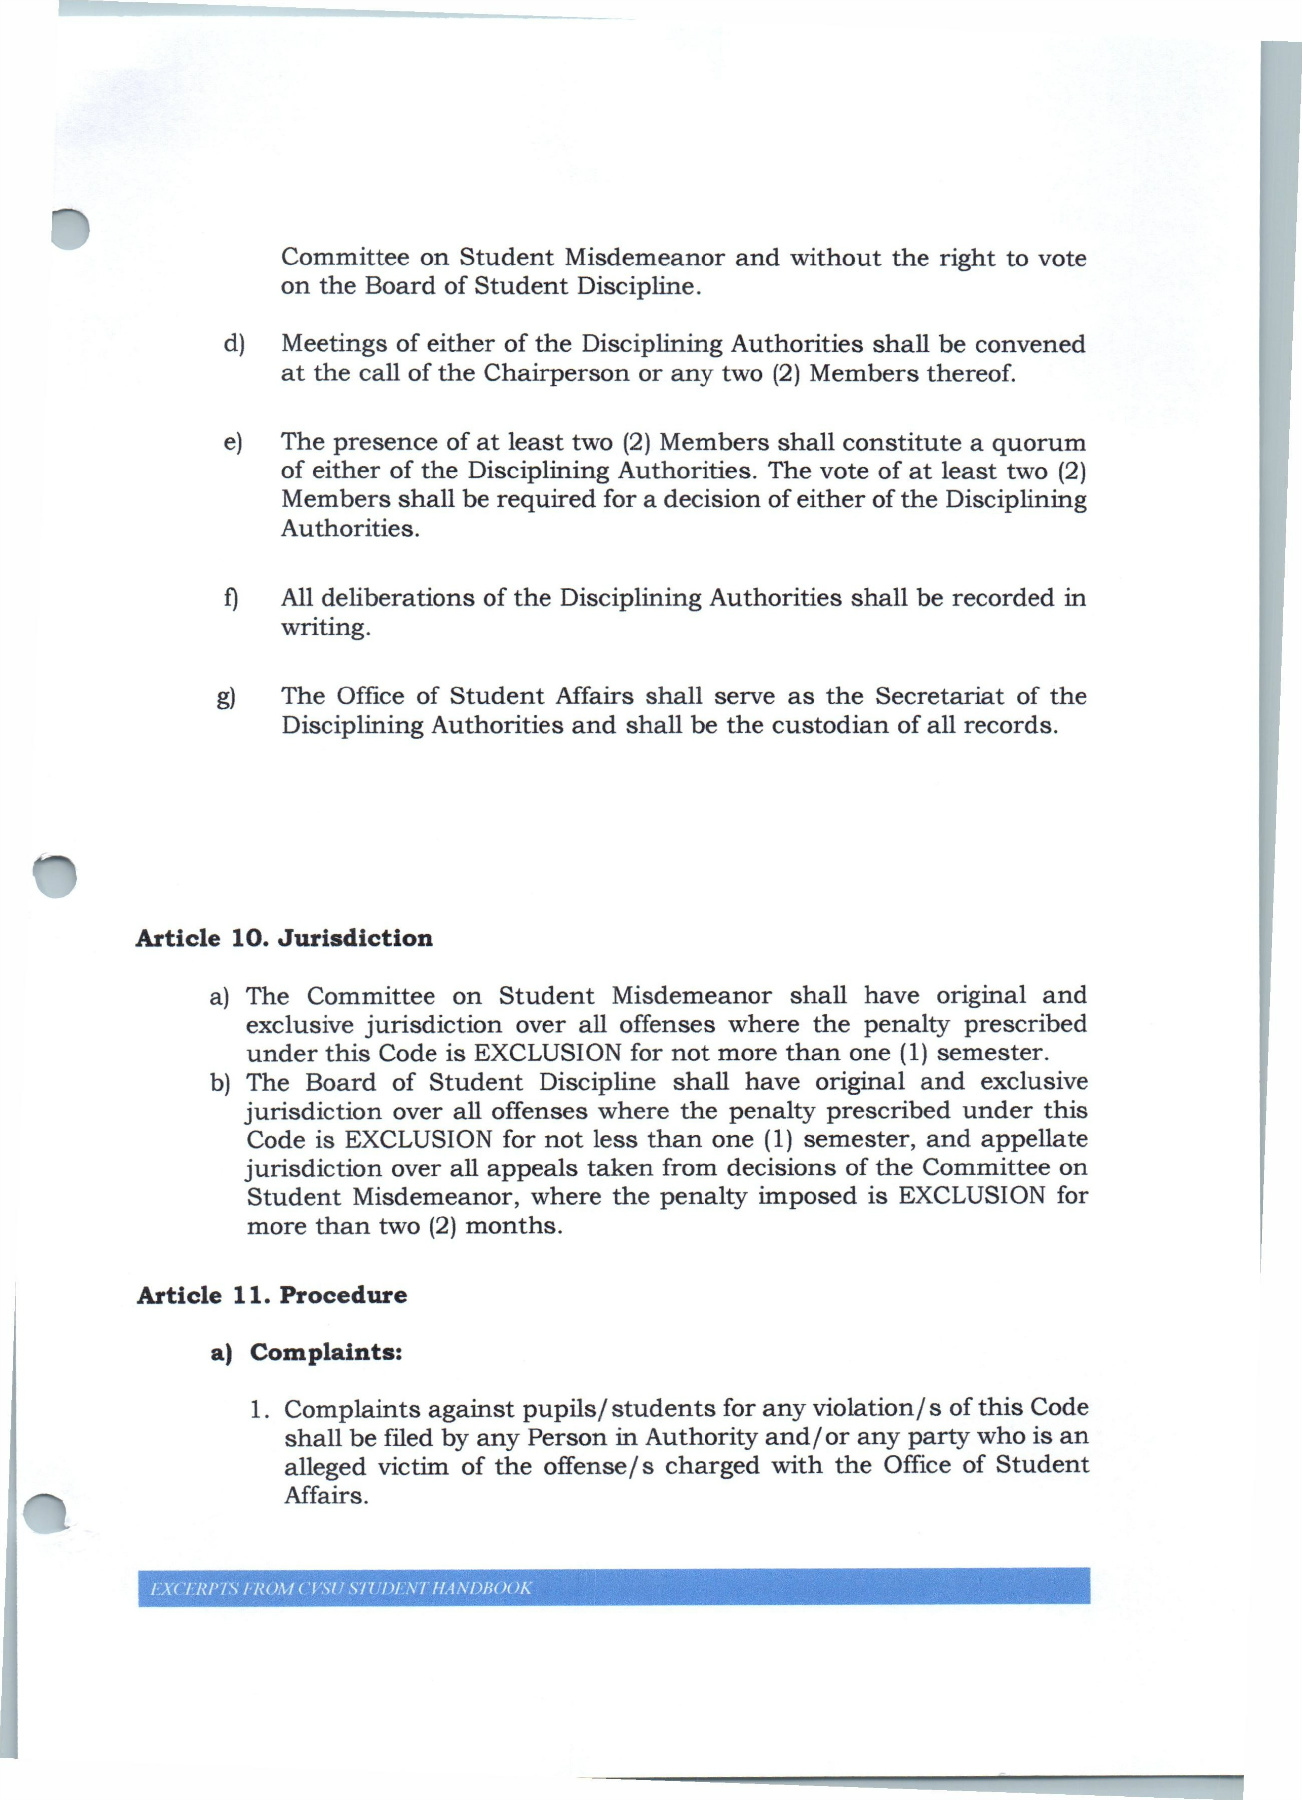 Committee on Student Misdemeanor and without the right to vote
on the Board of Student Discipline.
d) Meetings of either of the Disciplining Authorities shall be convened
at the call of the Chairperson or any two (2) Members thereof.
e) The presence of at least two (2) Members shall constitute a quorum
of either of the Disciplining Authorities. The vote of at least two (2)
Members shall be required for a decision of either of the Disciplining
Authorities.
f) All deliberations of the Disciplining Authorities shall be recorded in
writing.
g) The Office of Student Affairs shall serve as the Secretariat of the
Disciplining Authorities and shall be the custodian of all records.
Article 10. Jurisdiction
a) The Committee on Student Misdemeanor shall have original and
exclusive jurisdiction over all offenses where the penalty prescribed
under this Code is EXCLUSION for not more than one (1) semester.
b) The Board of Student Discipline shall have original and exclusive
jurisdiction over all offenses where the penalty prescribed under this
Code is EXCLUSION for not less than one (1) semester, and appellate
jurisdiction over all appeals taken from decisions of the Committee on
Student Misdemeanor, where the penalty imposed is EXCLUSION for
more than two (2) months.
Article 11. Procedure
a) Complaints:
1. Complaints against pupils/students for any violation/s of this Code
shall be filed by any Person in Authority and/or any party who is an
alleged victim of the offense/s charged with the Office of Student
Affairs.
EXCERPTS FROM CVSU STUDENT HANDBOOK